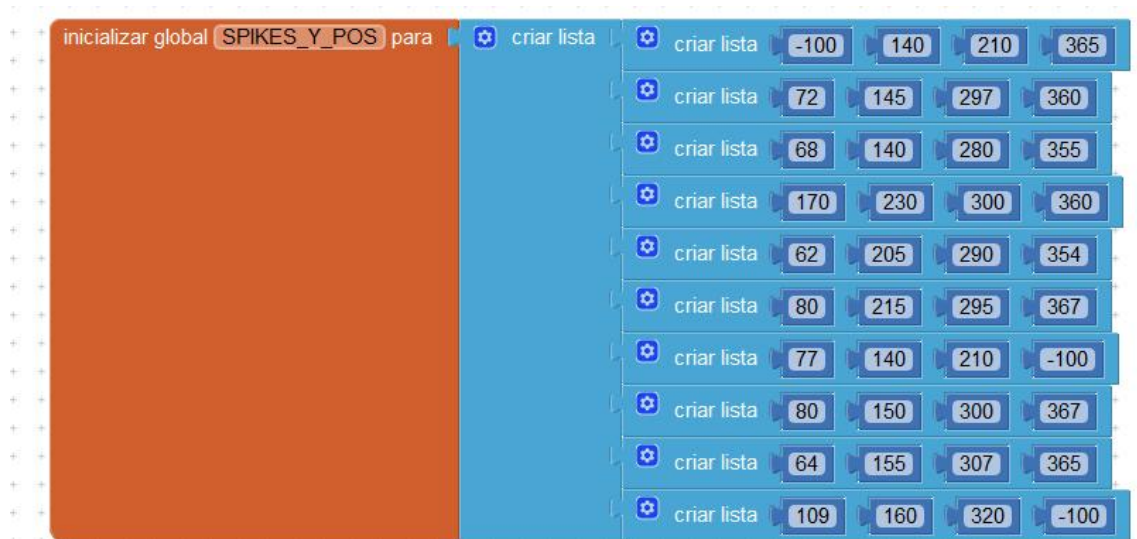 inicializar global SPIKES_Y_POS para criar lista criar lista -100 140 210 365
criar lista 72 145 297 360
criar lista 68 140 280 355
criar lista 170 230 300 360
criar lista 62 205 290 354
criar lista 80 215 295 367
criar lista 77 140 210 -100
criar lista 80 150 300 367
criar lista 64 155 307 365
criar lista 109 160 320 -100